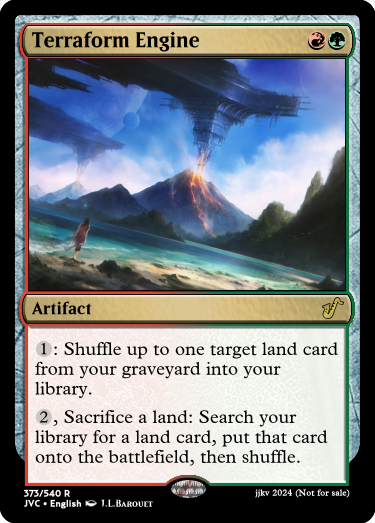 Terraform Engine
Artifact
1: Shuffle up to one target land card
from your graveyard into your
library.
2, Sacrifice a land: Search your
library for a land card, put that card
onto the battlefield, then shuffle.
373/540 R
JVC • English J.L.Barouet
jjkv 2024 (Not for sale)